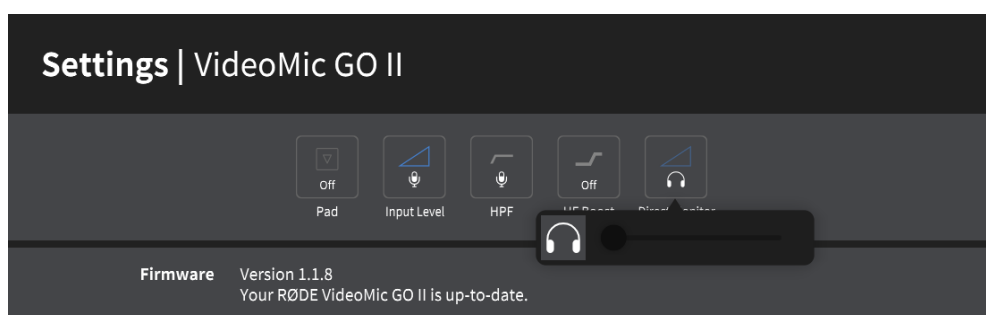 Settings | VideoMic GO II
Off
Off
Pad
Input Level
HPF
Firmware
Version 1.1.8
Your RØDE VideoMic GO II is up-to-date.